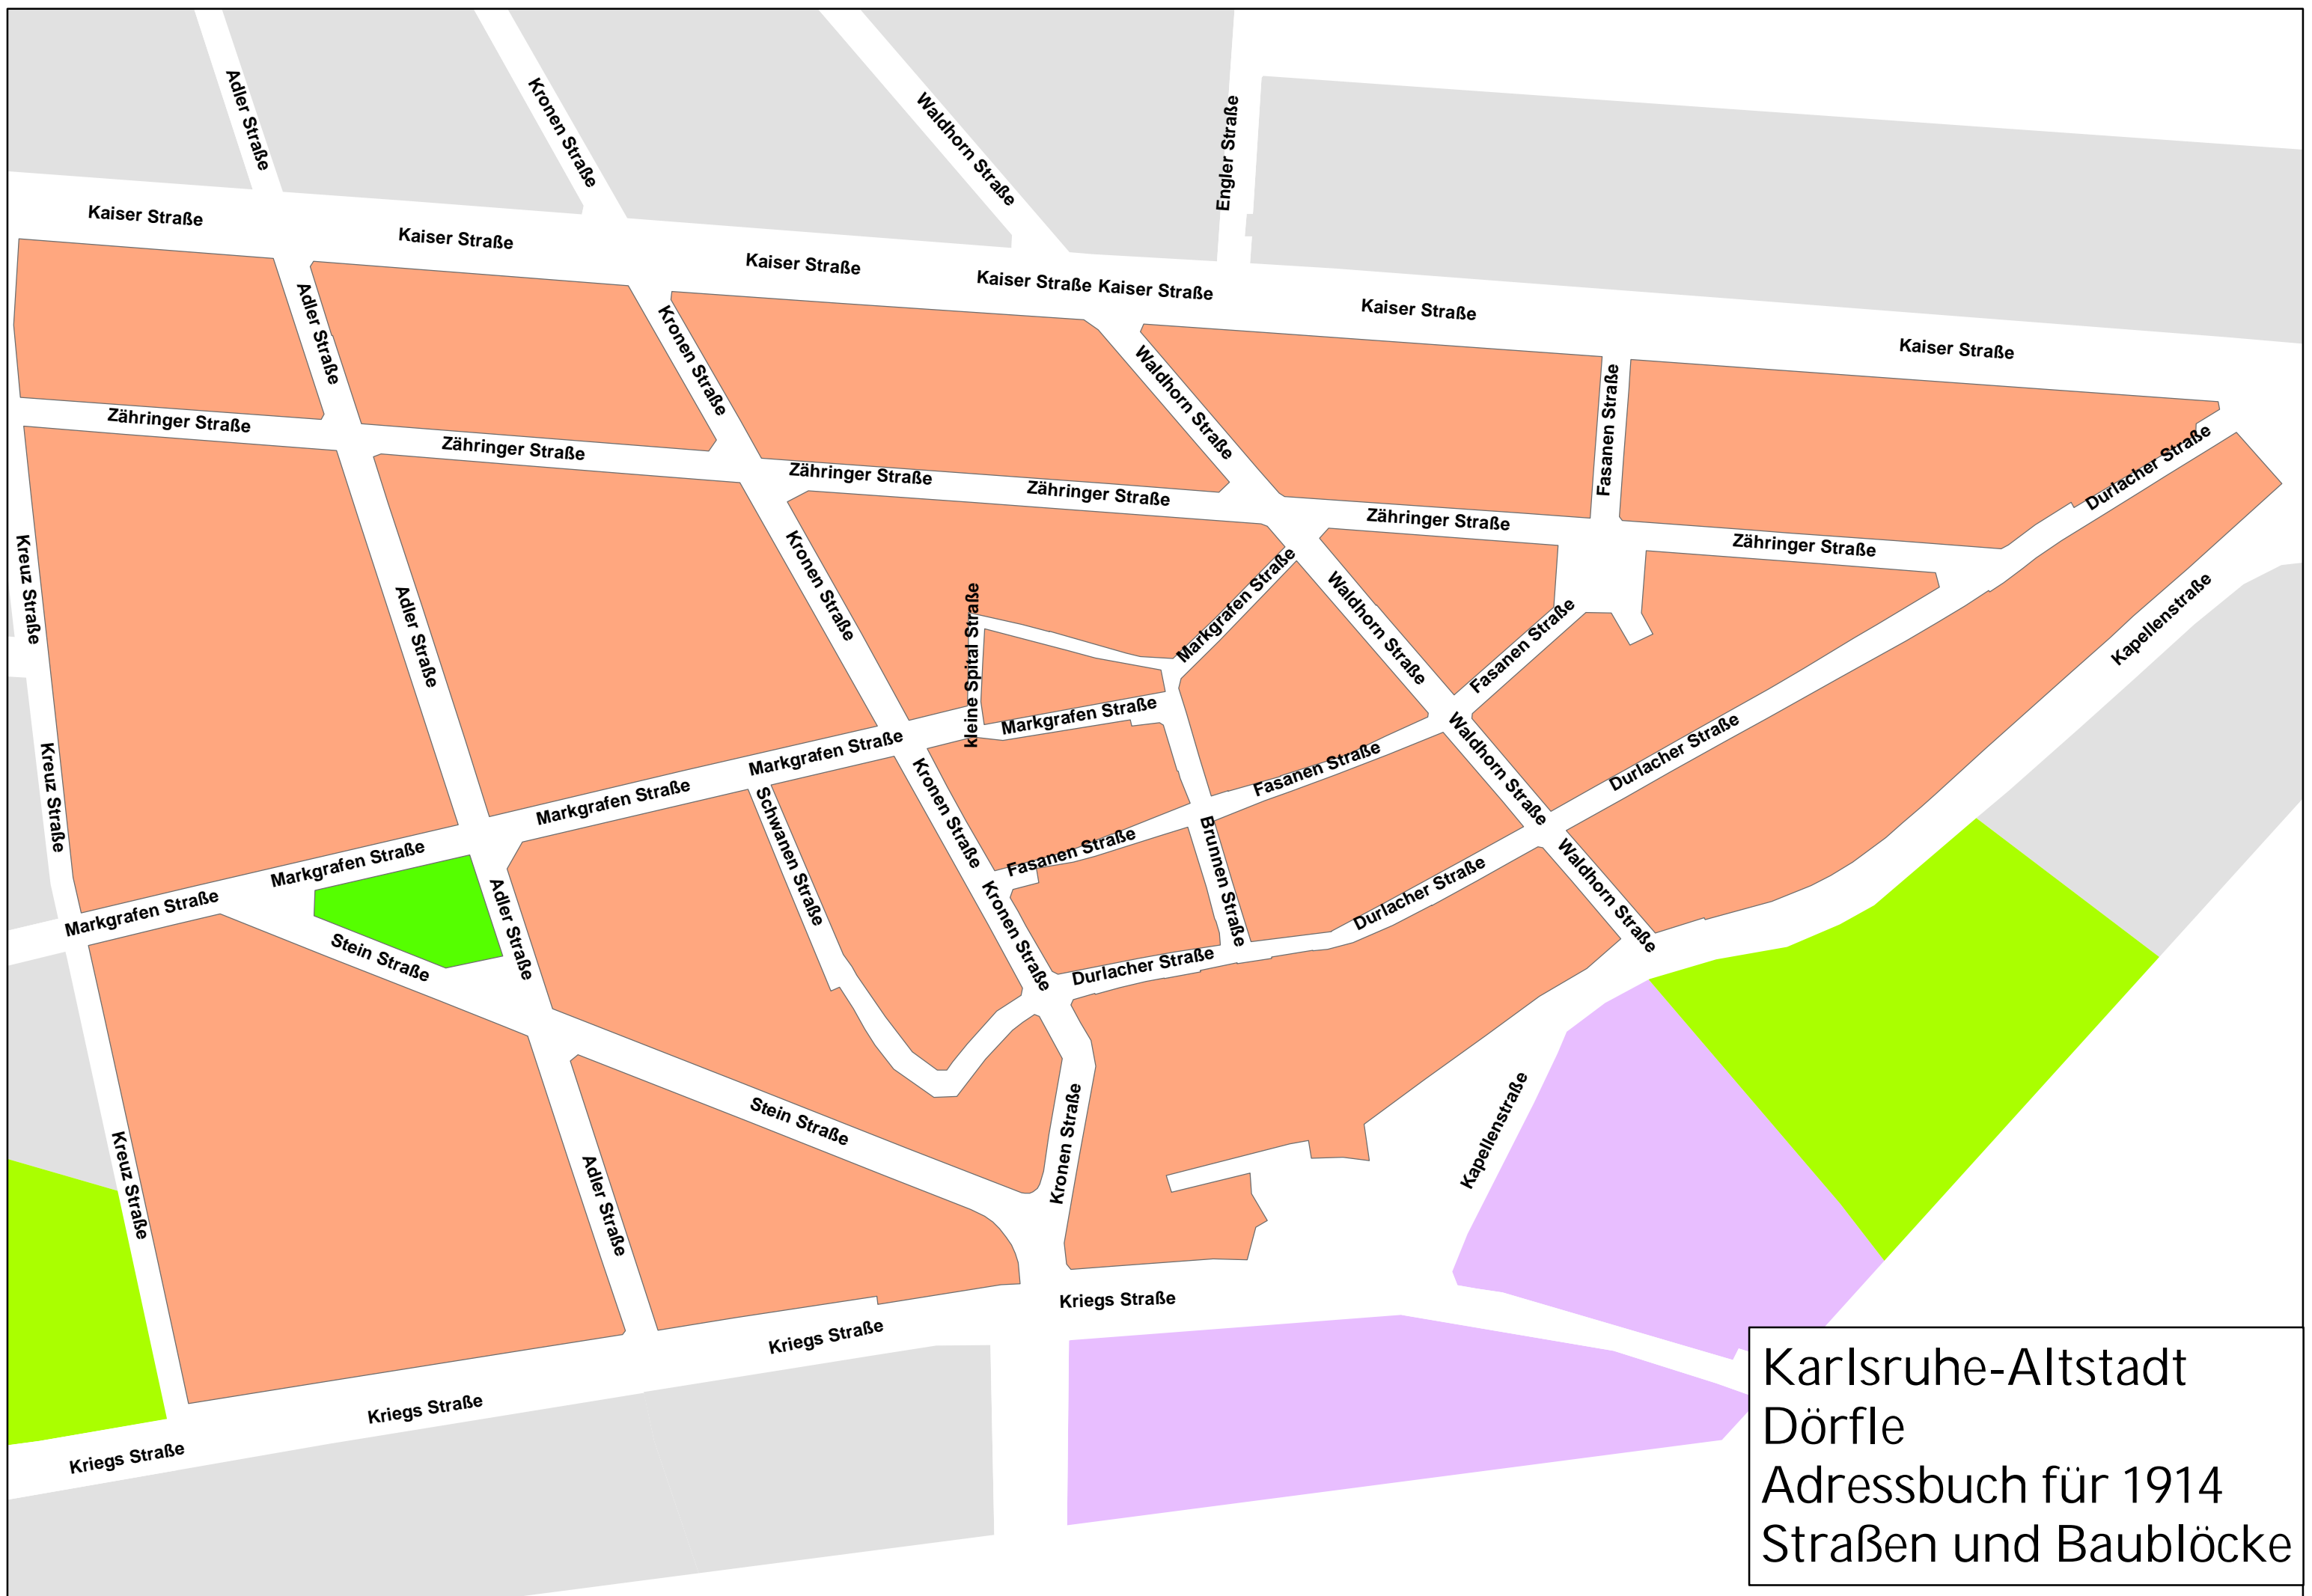 Adler Straße
Kronen Straße
Waldhorn Straße
Engler Straße
Kaiser Straße
Kaiser Straße
Kaiser Straße
Kaiser Straße
Kaiser Straße
Kaiser Straße
Kaiser Straße
Adler Straße
Kronen Straße
Waldhorn Straße
Fasanen Straße
Zähringer Straße
Zähringer Straße
Zähringer Straße
Zähringer Straße
Zähringer Straße
Zähringer Straße
Durlacher Straße
Kreuz Straße
Adler Straße
Kronen Straße
kleine Spital Straße
Markgrafen Straße
Waldhorn Straße
Fasanen Straße
Kapellenstraße
Kreuz Straße
Markgrafen Straße
Markgrafen Straße
Markgrafen Straße
Markgrafen Straße
Markgrafen Straße
Schwanen Straße
Kronen Straße
Fasanen Straße
Fasanen Straße
Waldhorn Straße
Durlacher Straße
Brunnen Straße
Durlacher Straße
Waldhorn Straße
Adler Straße
Stein Straße
Kronen Straße
Durlacher Straße
Stein Straße
Kronen Straße
Kapellenstraße
Kreuz Straße
Adler Straße
Kriegs Straße
Kriegs Straße
Kriegs Straße
Kriegs Straße
Karlsruhe-Altstadt
Dörfle
Adressbuch für 1914
Straßen und Baublöcke